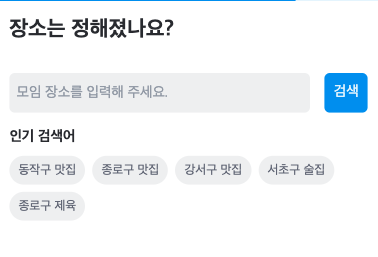 장소는 정해졌나요?
모임 장소를 입력해 주세요. 검색
인기 검색어
동작구 맛집 종로구 맛집 강서구 맛집 서초구 술집
종로구 제육